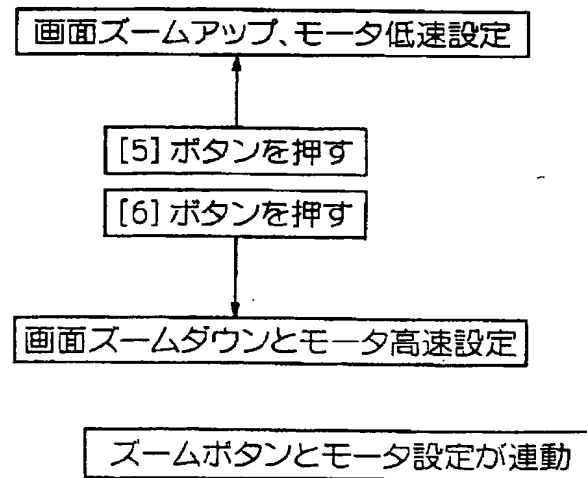 画面ズームアップ、モータ低速設定
[5] ボタンを押す
[6] ボタンを押す
画面ズームダウンとモータ高速設定
ズームボタンとモータ設定が連動